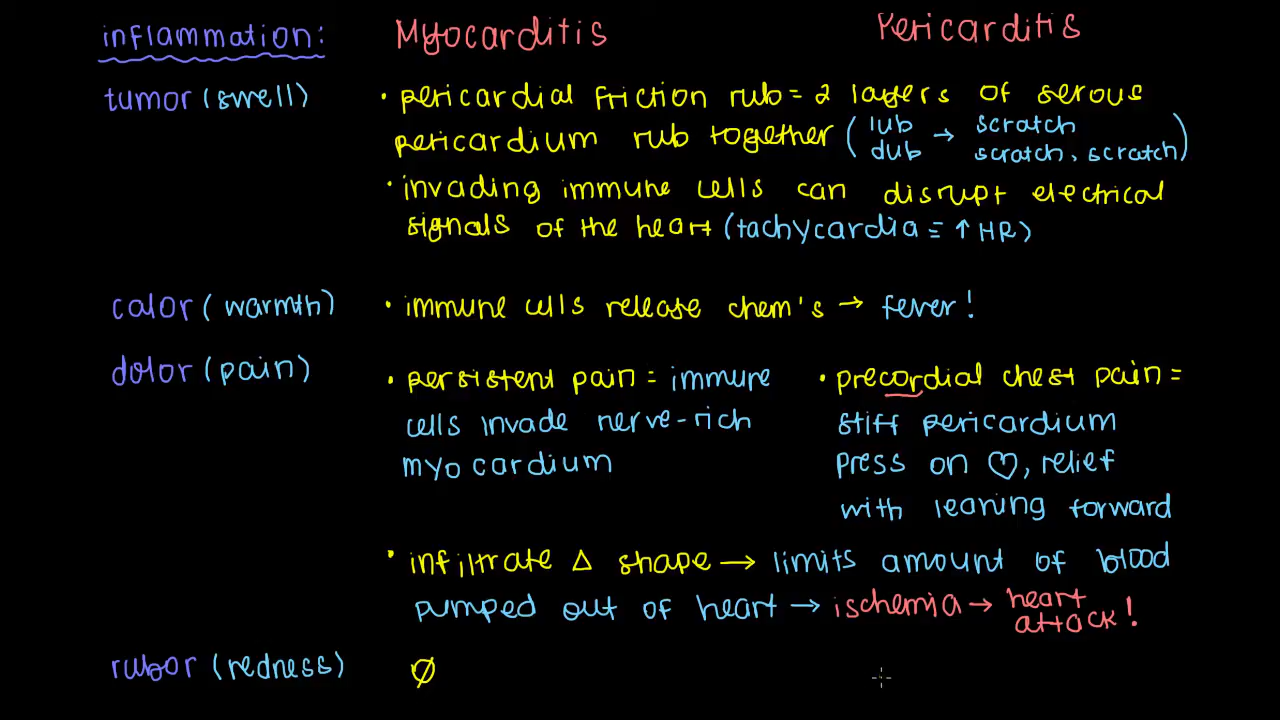 inflammation: Myocarditis Pericarditis
tumor (swell) • pericardial friction rub = 2 layers of serous
pericardium rub together ( lub → scratch
dub scratch, scratch)
• invading immune cells can disrupt electrical
signals of the heart (tachycardia = ↑ HR)
calor (warmth) • immune cells release chem's → fever!
dolor (pain) • persistent pain = immune
cells invade nerve-rich
myocardium
• precordial chest pain =
stiff pericardium
press on ♡, relief
with leaning forward
• infiltrate Δ shape → limits amount of blood
pumped out of heart → ischemia → heart
attack!
rubor (redness) Ø